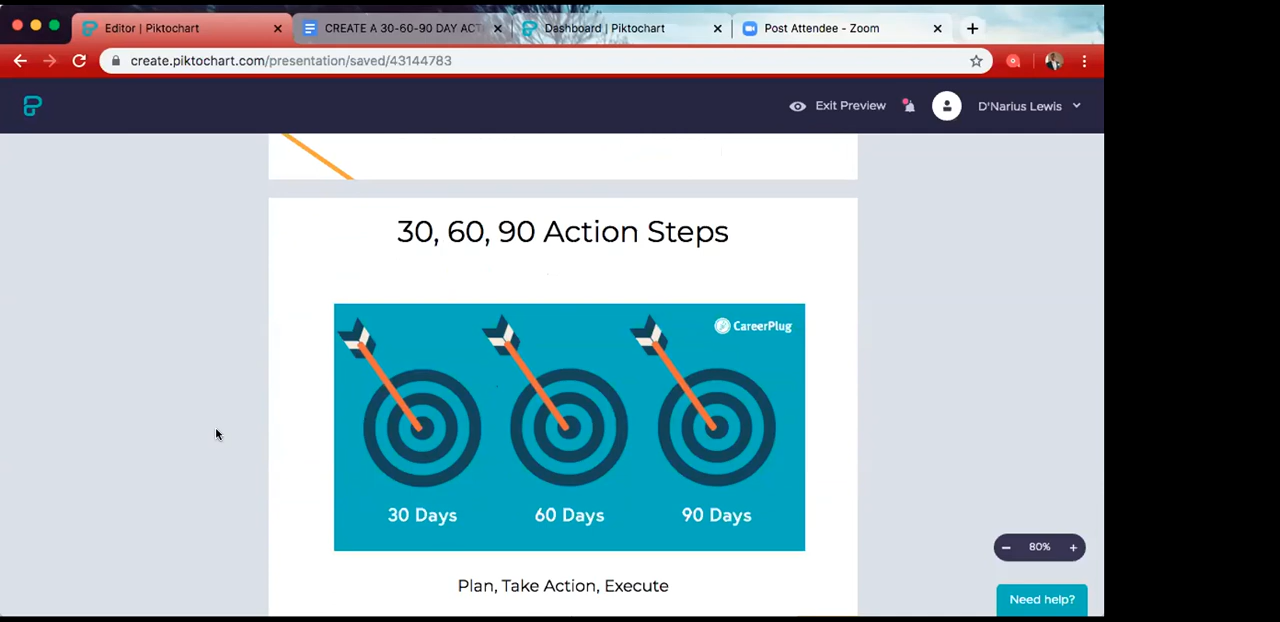 Editor | Piktochart
CREATE A 30-60-90 DAY ACT
Dashboard | Piktochart
Post Attendee - Zoom
create.piktochart.com/presentation/saved/43144783
Exit Preview
D'Narius Lewis
30, 60, 90 Action Steps
CareerPlug
30 Days
60 Days
90 Days
80%
Plan, Take Action, Execute
Need help?